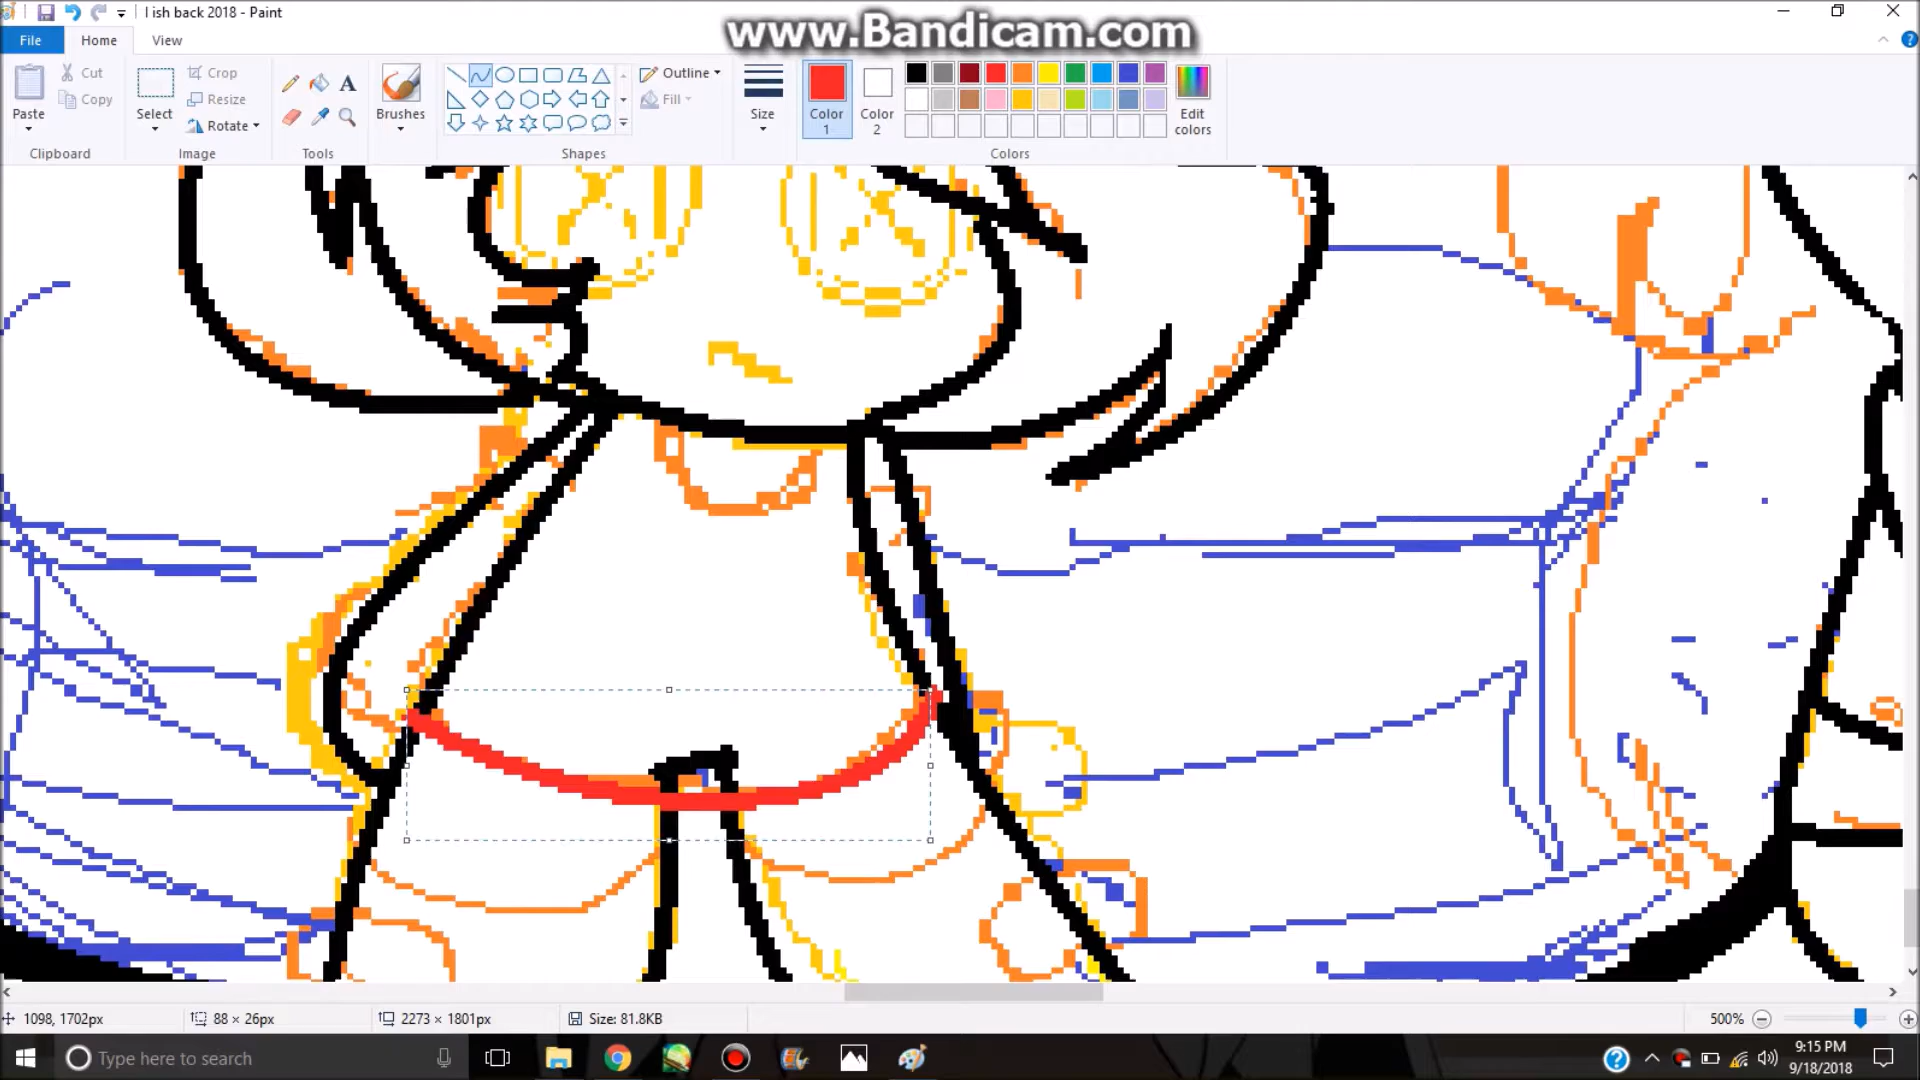 I ish back 2018 - Paint
www.Bandicam.com
File
Home
View
Paste
Cut
Copy
Clipboard
Select
Crop
Resize
Rotate
Image
A
Tools
Brushes
Outline
Fill
Shapes
Size
Color
1
Color
2
Edit
colors
Colors
1098, 1702px
88 × 26px
2273 × 1801px
Size: 81.8KB
500%
Type here to search
9:15 PM
9/18/2018